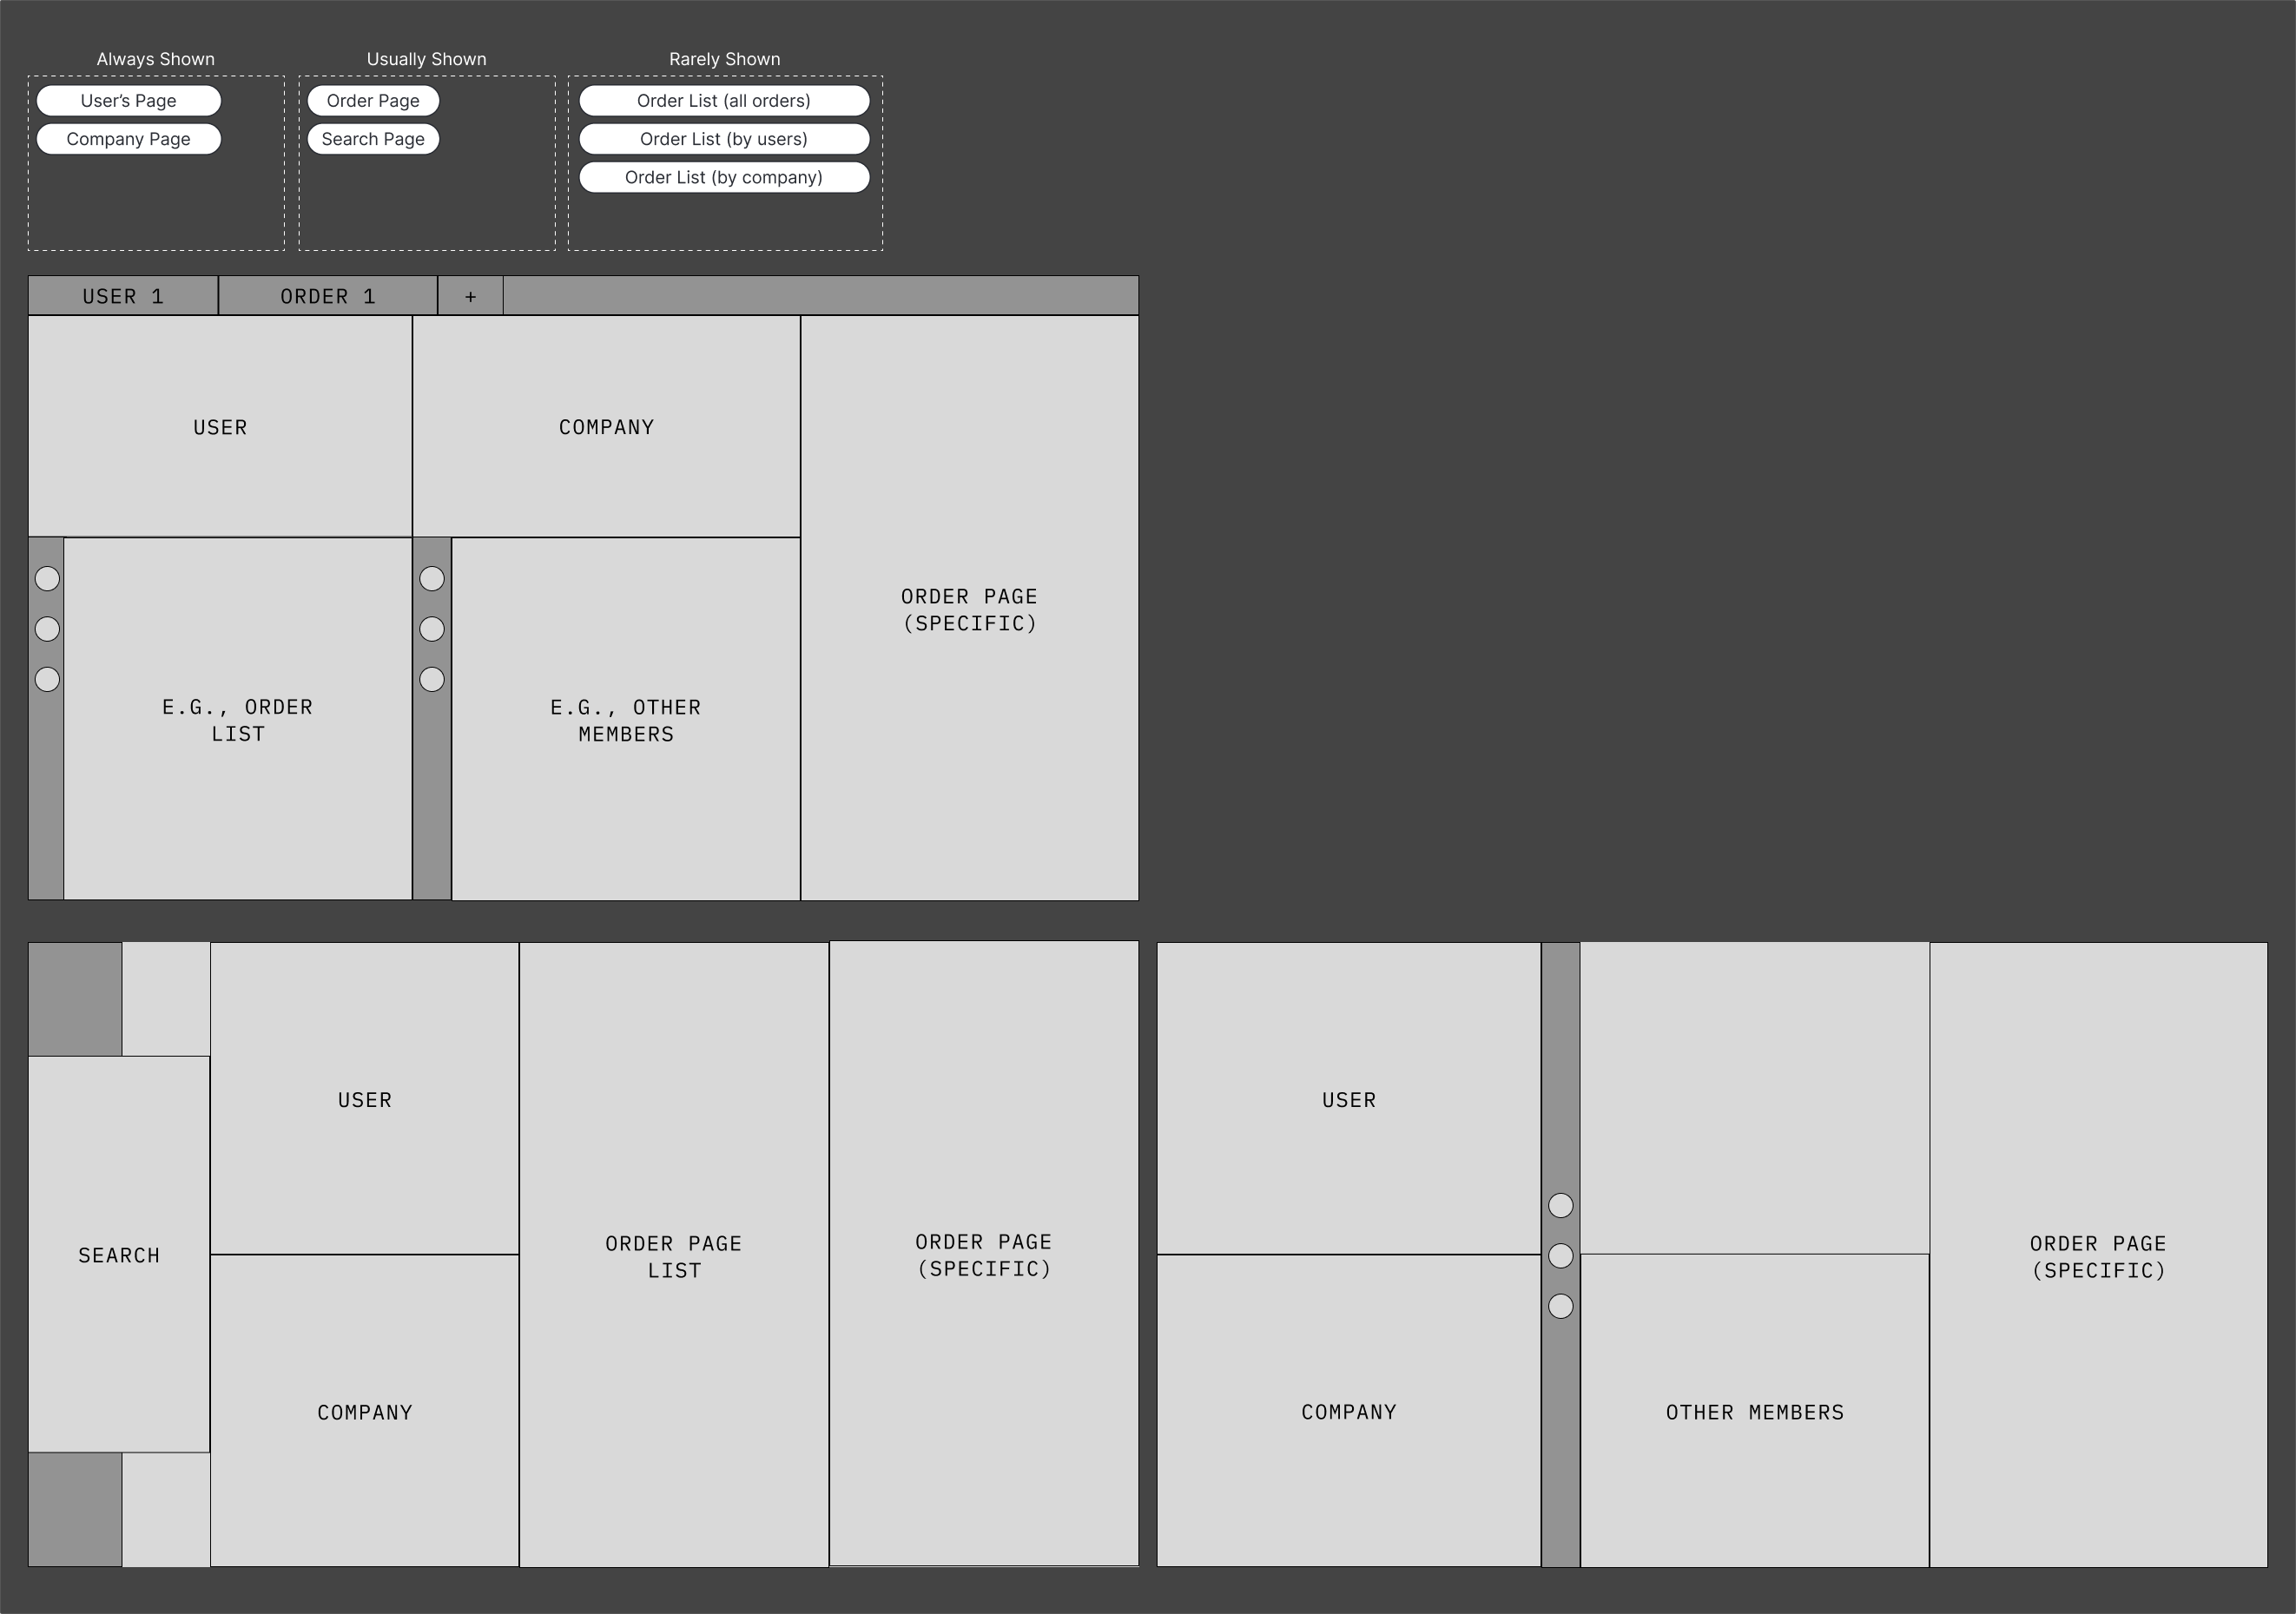 Always Shown
User’s Page
Company Page
Usually Shown
Order Page
Search Page
Rarely Shown
Order List (all orders)
Order List (by users)
Order List (by company)
USER 1
ORDER 1
+
USER
COMPANY
ORDER PAGE
(SPECIFIC)
E.G., ORDER
LIST
E.G., OTHER
MEMBERS
SEARCH
USER
COMPANY
ORDER PAGE
LIST
ORDER PAGE
(SPECIFIC)
USER
COMPANY
OTHER MEMBERS
ORDER PAGE
(SPECIFIC)